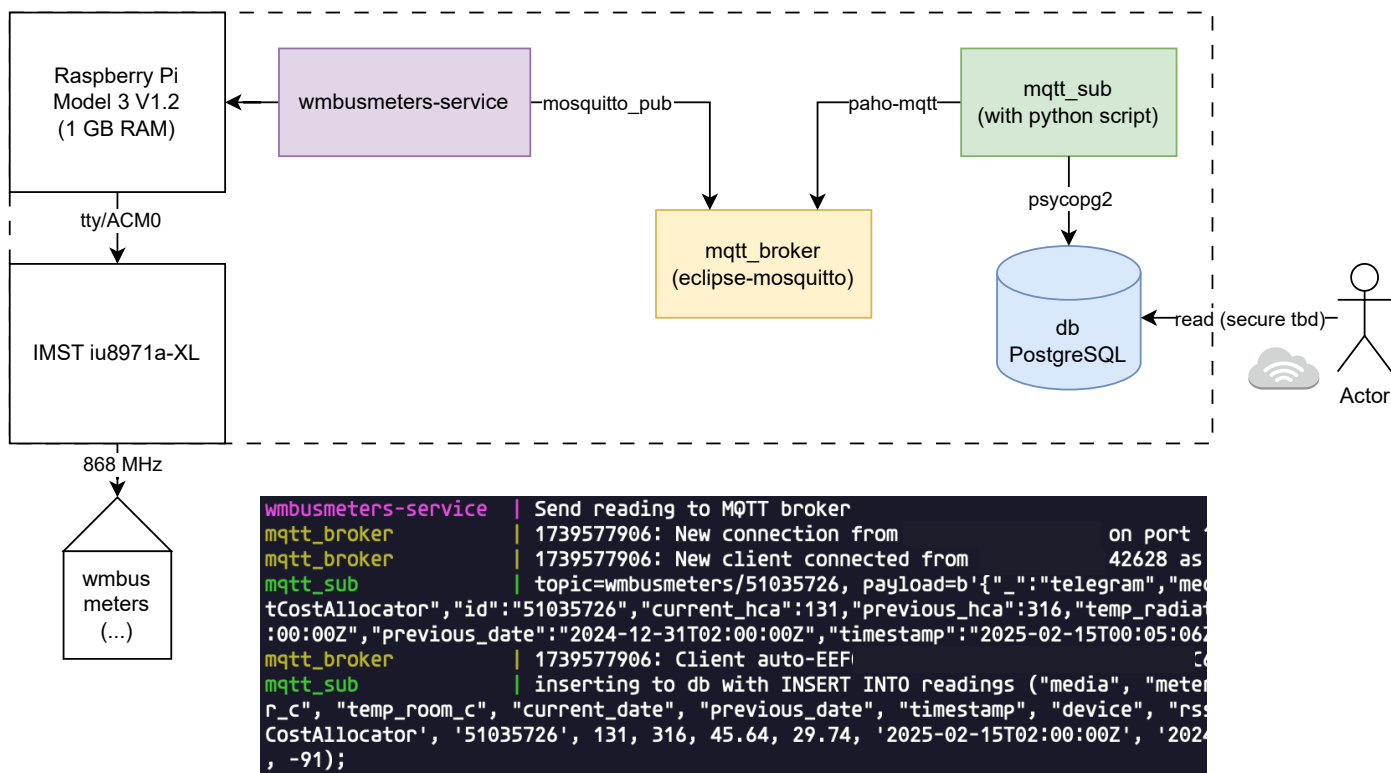 Raspberry Pi
Model 3 V1.2
(1 GB RAM)
wmbusmeters-service
mosquitto_pub
paho-mqtt
mqtt_sub
(with python script)
tty/ACM0
psycopg2
mqtt_broker
(eclipse-mosquitto)
IMST iu8971a-XL
db
PostgreSQL
read (secure tbd)
Actor
868 MHz
wmbus
meters
(...)
wmbusmeters-service | Send reading to MQTT broker
mqtt_broker | 1739577906: New connection from on port
mqtt_broker | 1739577906: New client connected from 42628 as
mqtt_sub | topic=wmbusmeters/51035726, payload=b'{"_":"telegram","me
tCostAllocator","id":"51035726","current_hca":131,"previous_hca":316,"temp_radiat
:00:00Z","previous_date":"2024-12-31T02:00:00Z","timestamp":"2025-02-15T00:05:06Z
mqtt_broker | 1739577906: Client auto-EEF
mqtt_sub | inserting to db with INSERT INTO readings ("media", "meter
r_c", "temp_room_c", "current_date", "previous_date", "timestamp", "device", "rss
CostAllocator', '51035726', 131, 316, 45.64, 29.74, '2025-02-15T02:00:00Z', '2024
, -91);